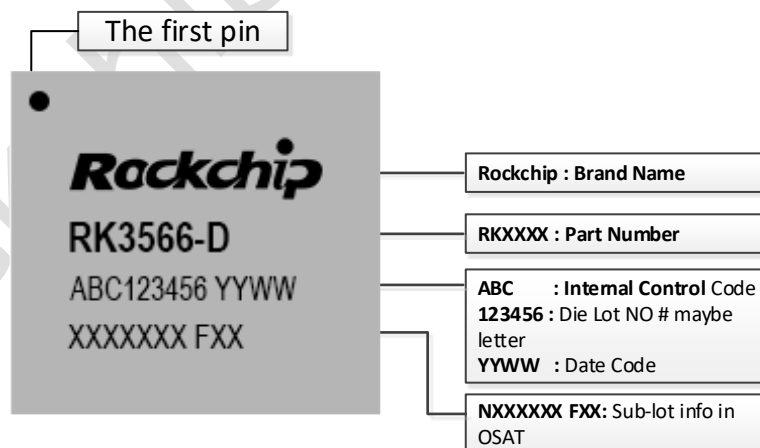 The first pin
Rockchip
RK3566-D
ABC123456 YYWW
XXXXXXX FXX
Rockchip : Brand Name
RKXXXX : Part Number
ABC : Internal Control Code
123456 : Die Lot NO # maybe
letter
YYWW : Date Code
NXXXXXX FXX: Sub-lot info in
OSAT